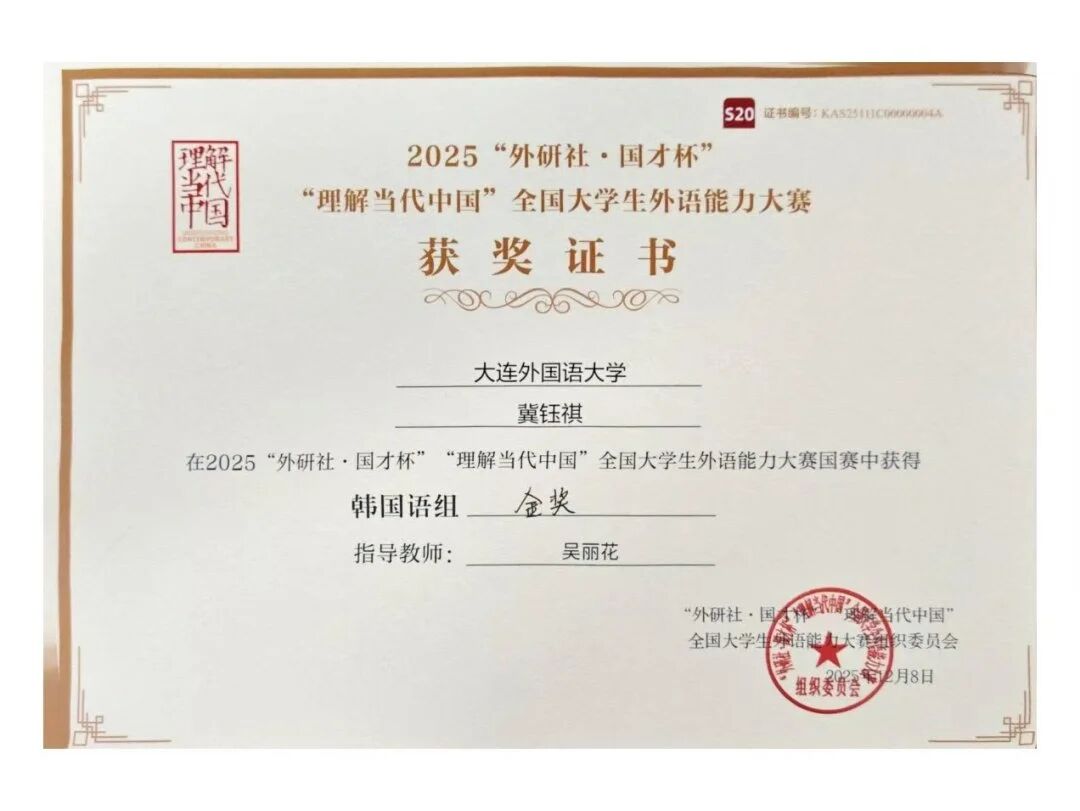 S20 证书编号：KAS25111C00000004A
理解
当代
中国
2025“外研社·国才杯”
“理解当代中国”全国大学生外语能力大赛
获奖证书
大连外国语大学
冀钰祺
在2025“外研社·国才杯”“理解当代中国”全国大学生外语能力大赛国赛中获得
韩国语组 金奖
指导教师： 吴丽花
“外研社·国才杯”“理解当代中国”
全国大学生外语能力大赛组织委员会
2025年12月8日
组织委员会